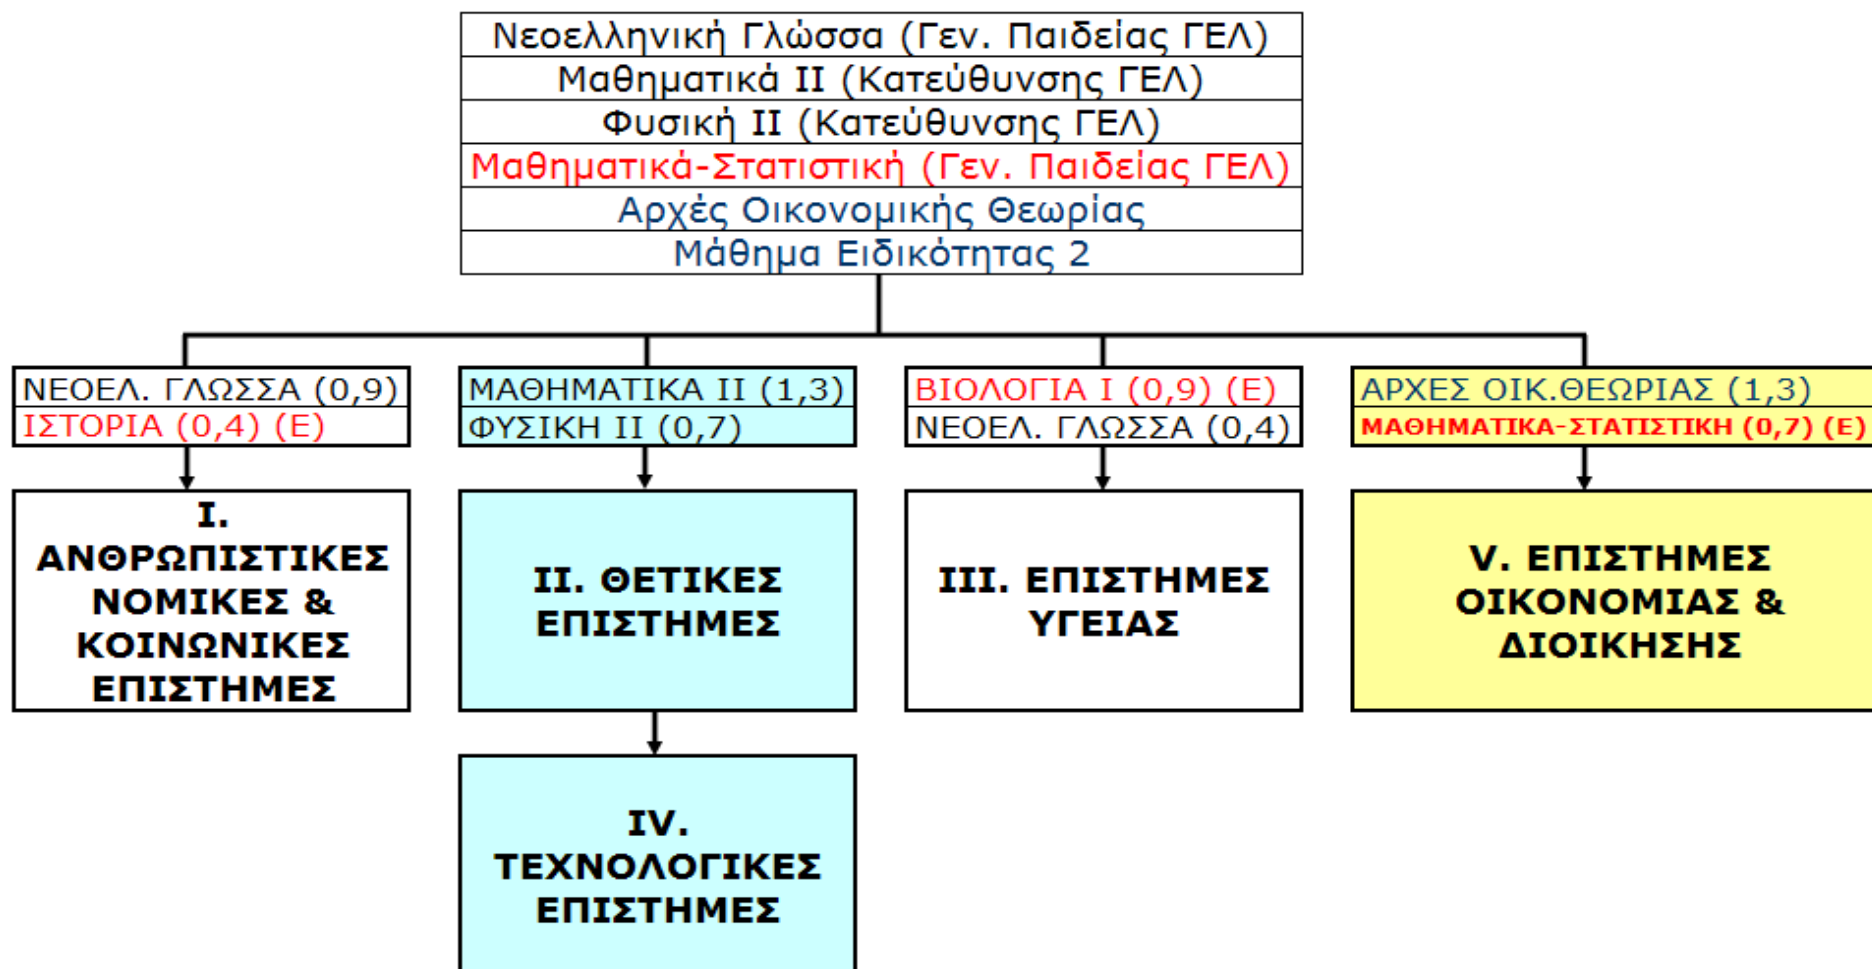 Νεοελληνική Γλώσσα (Γεν. Παιδείας ΓΕΛ)
Μαθηματικά ΙΙ (Κατεύθυνσης ΓΕΛ)
Φυσική ΙΙ (Κατεύθυνσης ΓΕΛ)
Μαθηματικά-Στατιστική (Γεν. Παιδείας ΓΕΛ)
Αρχές Οικονομικής Θεωρίας
Μάθημα Ειδικότητας 2
ΝΕΟΕΛ. ΓΛΩΣΣΑ (0,9)
ΙΣΤΟΡΙΑ (0,4) (Ε)
ΜΑΘΗΜΑΤΙΚΑ ΙΙ (1,3)
ΦΥΣΙΚΗ ΙΙ (0,7)
ΒΙΟΛΟΓΙΑ Ι (0,9) (Ε)
ΝΕΟΕΛ. ΓΛΩΣΣΑ (0,4)
ΑΡΧΕΣ ΟΙΚ.ΘΕΩΡΙΑΣ (1,3)
ΜΑΘΗΜΑΤΙΚΑ-ΣΤΑΤΙΣΤΙΚΗ (0,7) (Ε)
Ι.
ΑΝΘΡΩΠΙΣΤΙΚΕΣ
ΝΟΜΙΚΕΣ &
ΚΟΙΝΩΝΙΚΕΣ
ΕΠΙΣΤΗΜΕΣ
ΙΙ. ΘΕΤΙΚΕΣ
ΕΠΙΣΤΗΜΕΣ
ΙΙΙ. ΕΠΙΣΤΗΜΕΣ
ΥΓΕΙΑΣ
V. ΕΠΙΣΤΗΜΕΣ
ΟΙΚΟΝΟΜΙΑΣ &
ΔΙΟΙΚΗΣΗΣ
IV.
ΤΕΧΝΟΛΟΓΙΚΕΣ
ΕΠΙΣΤΗΜΕΣ